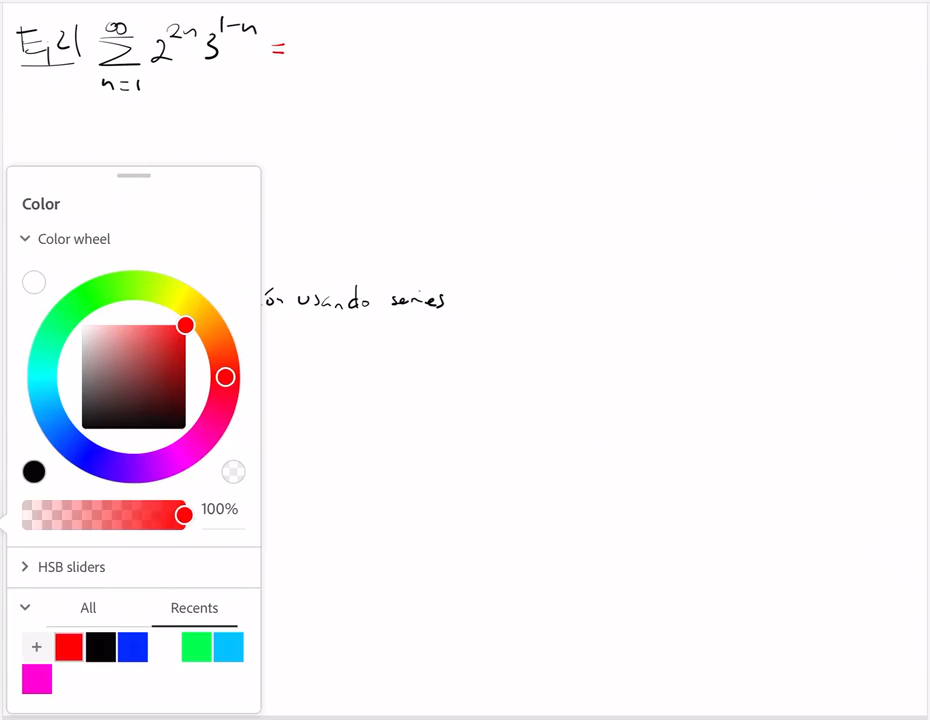 Ej 2) ∞∑n=1 2^{2n} 3^{1-n} =
Color
Color wheel
ón usando series
100%
HSB sliders
All Recents
+